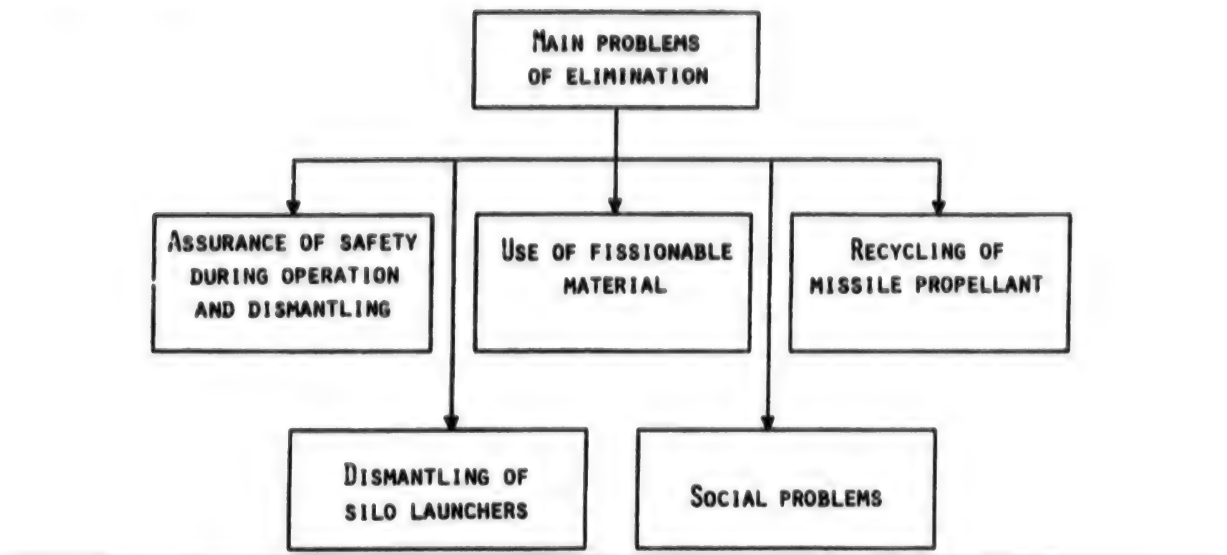 MAIN PROBLEMS
OF ELIMINATION
ASSURANCE OF SAFETY
DURING OPERATION
AND DISMANTLING
USE OF FISSIONABLE
MATERIAL
RECYCLING OF
MISSILE PROPELLANT
DISMANTLING OF
SILO LAUNCHERS
SOCIAL PROBLEMS